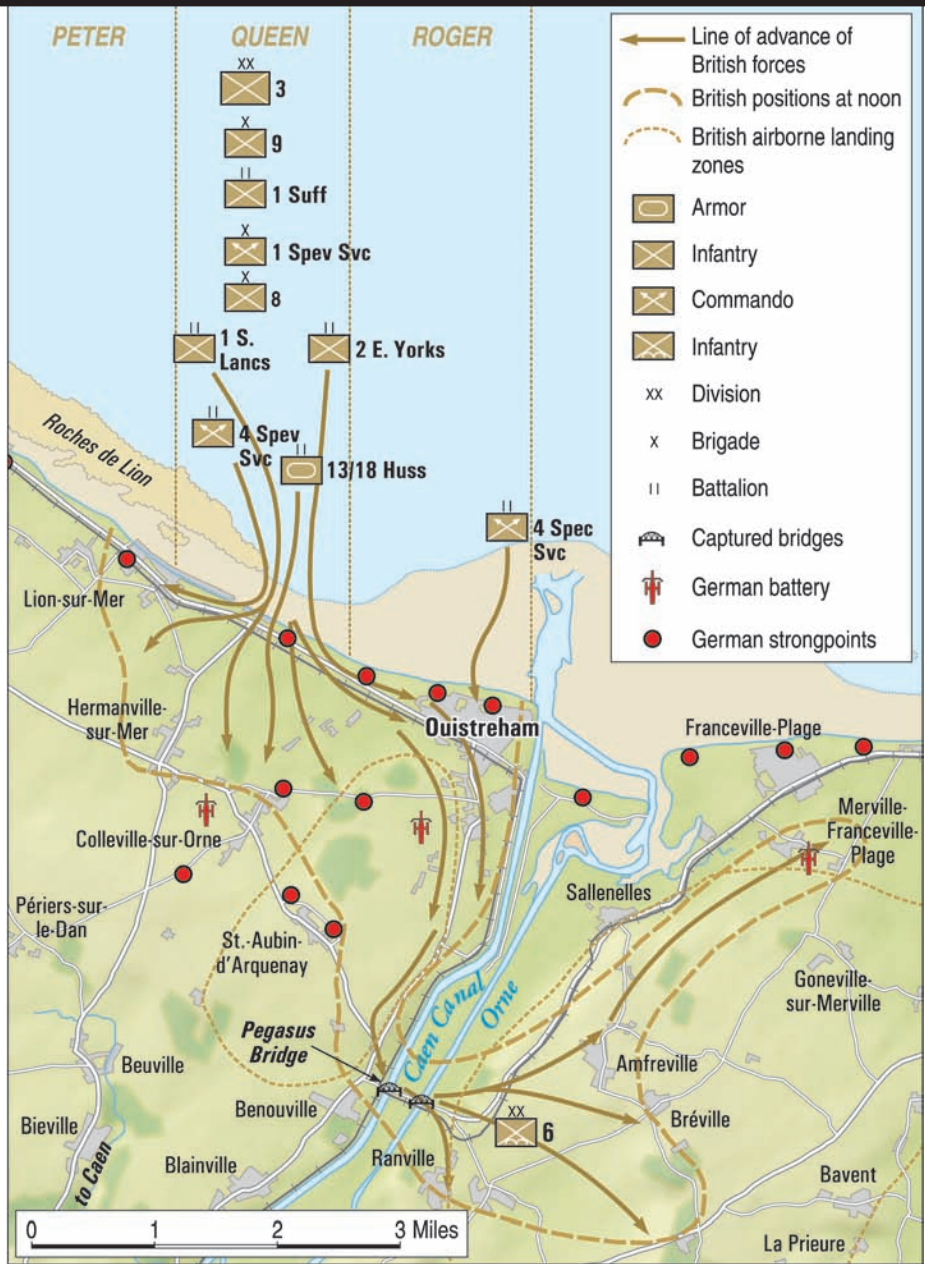 PETER
QUEEN
ROGER
XX
3
X
9
II
1 Suff
X
1 Spev Svc
X
8
II
1 S.
Lancs
II
2 E. Yorks
II
4 Spev
Svc
II
13/18 Huss
II
4 Spec
Svc
Line of advance of
British forces
British positions at noon
British airborne landing
zones
Armor
Infantry
Commando
Infantry
XX Division
X Brigade
II Battalion
Captured bridges
German battery
German strongpoints
Roches de Lion
Lion-sur-Mer
Hermanville-
sur-Mer
Ouistreham
Franceville-Plage
Colleville-sur-Orne
Merville-
Franceville-
Plage
Périers-sur-
le-Dan
St.-Aubin-
d'Arquenay
Sallenelles
Goneville-
sur-Merville
Caen Canal
Orne
Pegasus
Bridge
Beuville
Amfreville
Benouville
Bréville
Bieville
XX
6
Ranville
Blainville
Bavent
to Caen
La Prieure
0 1 2 3 Miles